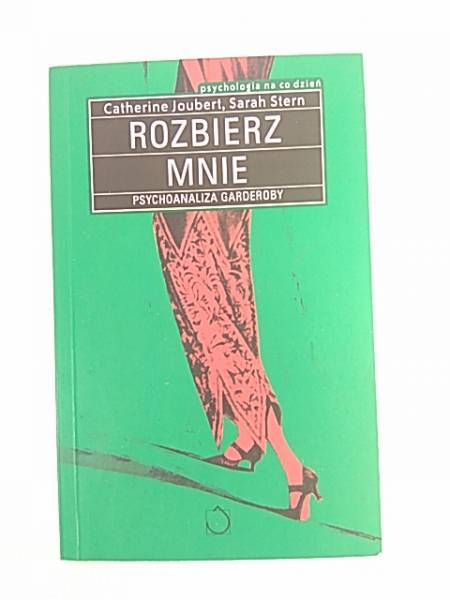 psychologia na co dzień
Catherine Joubert, Sarah Stern
ROZBIERZ
MNIE
PSYCHOANALIZA GARDEROBY